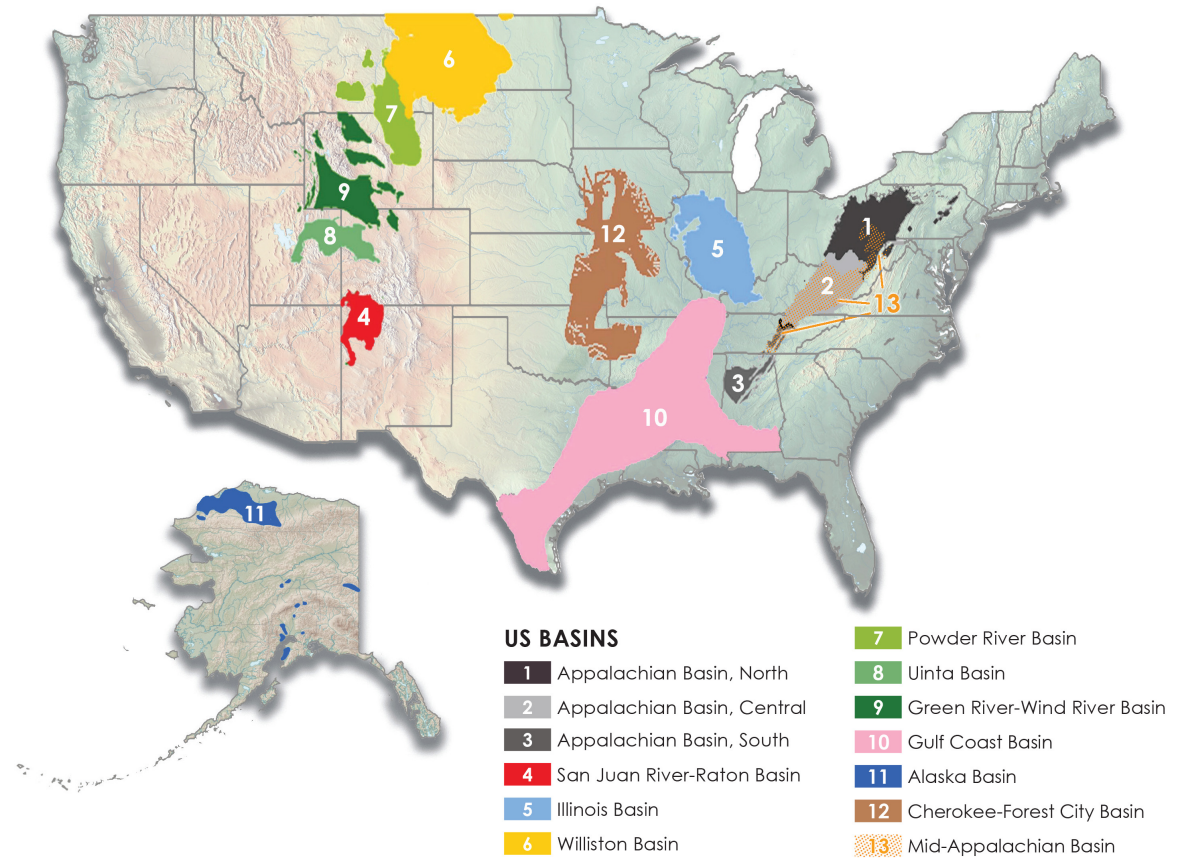 6
7
9
8
4
12
5
1
2
13
3
10
11
US BASINS
1 Appalachian Basin, North
2 Appalachian Basin, Central
3 Appalachian Basin, South
4 San Juan River-Raton Basin
5 Illinois Basin
6 Williston Basin
7 Powder River Basin
8 Uinta Basin
9 Green River-Wind River Basin
10 Gulf Coast Basin
11 Alaska Basin
12 Cherokee-Forest City Basin
13 Mid-Appalachian Basin